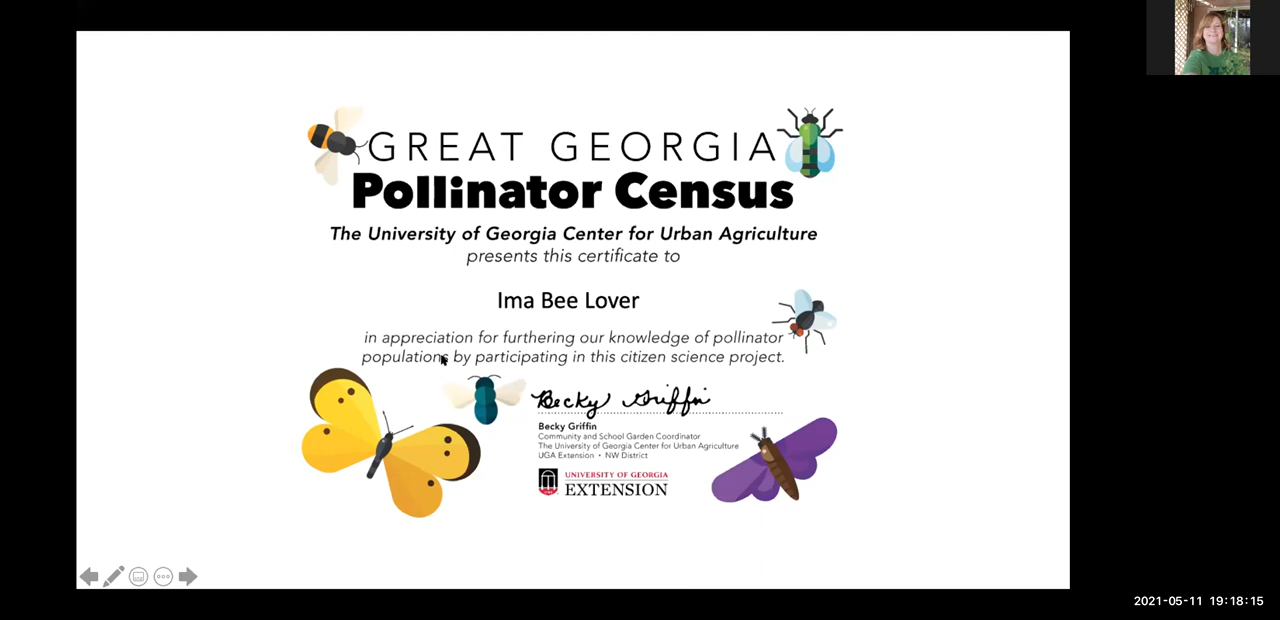 GREAT GEORGIA
Pollinator Census
The University of Georgia Center for Urban Agriculture
presents this certificate to
Ima Bee Lover
in appreciation for furthering our knowledge of pollinator
populations by participating in this citizen science project.
Becky Griffin
Becky Griffin
Community and School Garden Coordinator
The University of Georgia Center for Urban Agriculture
UGA Extension • NW District
UNIVERSITY OF GEORGIA
EXTENSION
2021-05-11 19:18:15